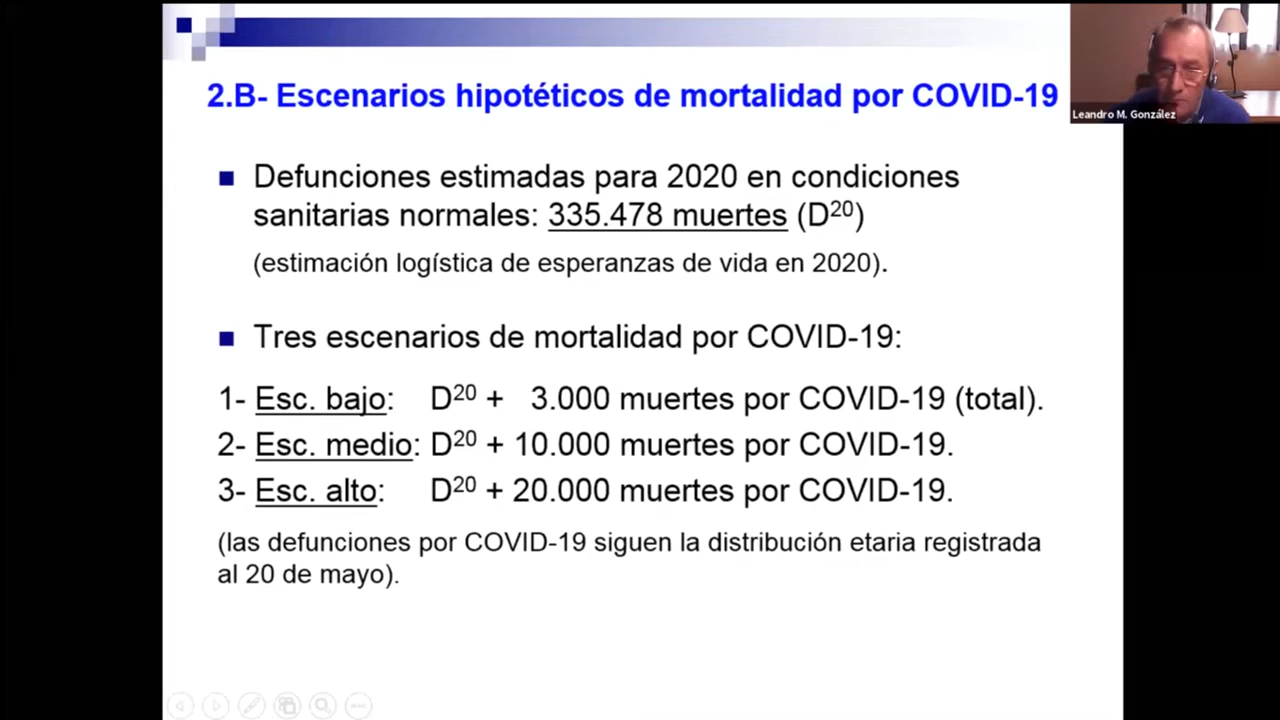 2.B- Escenarios hipotéticos de mortalidad por COVID-19
Leandro M. González
Defunciones estimadas para 2020 en condiciones
sanitarias normales: 335.478 muertes (D20)
(estimación logística de esperanzas de vida en 2020).
Tres escenarios de mortalidad por COVID-19:
1- Esc. bajo: D20 + 3.000 muertes por COVID-19 (total).
2- Esc. medio: D20 + 10.000 muertes por COVID-19.
3- Esc. alto: D20 + 20.000 muertes por COVID-19.
(las defunciones por COVID-19 siguen la distribución etaria registrada
al 20 de mayo).